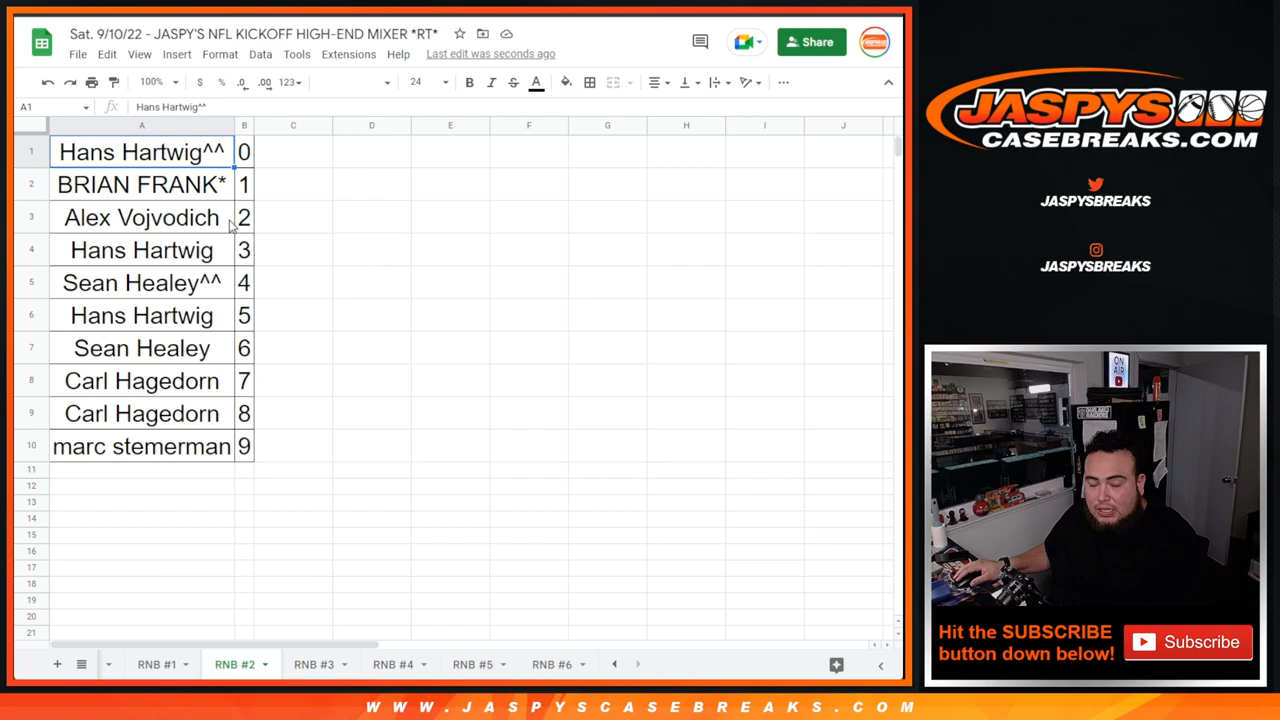 Sat. 9/10/22 - JASPY'S NFL KICKOFF HIGH-END MIXER *RT*
File Edit View Insert Format Data Tools Extensions Help Last edit was seconds ago
Share
100% $ % .0 .00 123 24 B I S A
A1 fx Hans Hartwig^^
A B C D E F G H I J
1 Hans Hartwig^^ 0
2 BRIAN FRANK* 1
3 Alex Vojvodich 2
4 Hans Hartwig 3
5 Sean Healey^^ 4
6 Hans Hartwig 5
7 Sean Healey 6
8 Carl Hagedorn 7
9 Carl Hagedorn 8
10 marc stemerman 9
11
12
13
14
15
16
17
18
19
20
21
RNB #1 RNB #2 RNB #3 RNB #4 RNB #5 RNB #6
JASPYS
CASEBREAKS.COM
JASPYSBREAKS
JASPYSBREAKS
ON
AIR
Hit the SUBSCRIBE
button down below!
Subscribe
WWW.JASPYSCASEBREAKS.COM